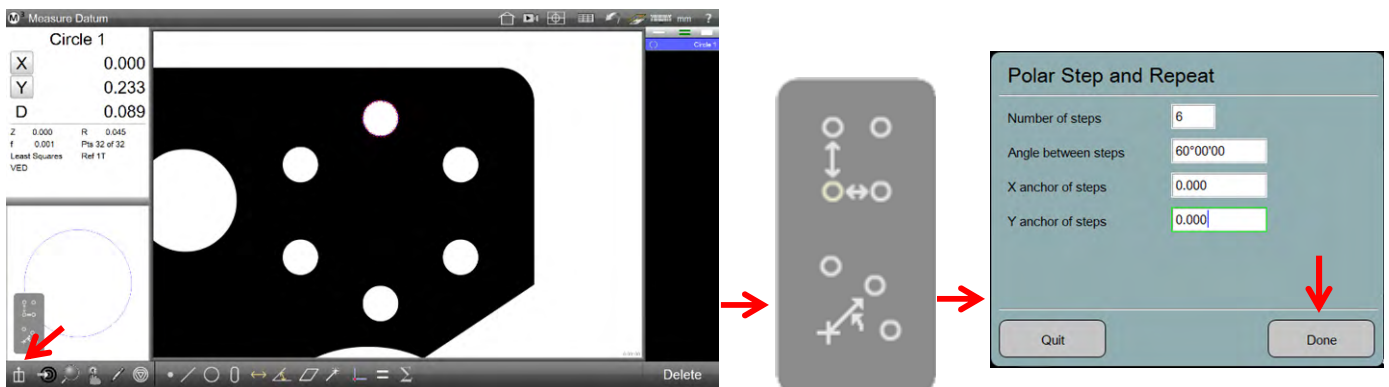 M³ Measure Datum
mm ?
Circle 1
X 0.000
Y 0.233
D 0.089
Z 0.000 R 0.045
f 0.001 Pts 32 of 32
Least Squares Ref 1T
VED
Circle 1
Delete
Polar Step and Repeat
Number of steps 6
Angle between steps 60°00'00
X anchor of steps 0.000
Y anchor of steps 0.000
Quit Done